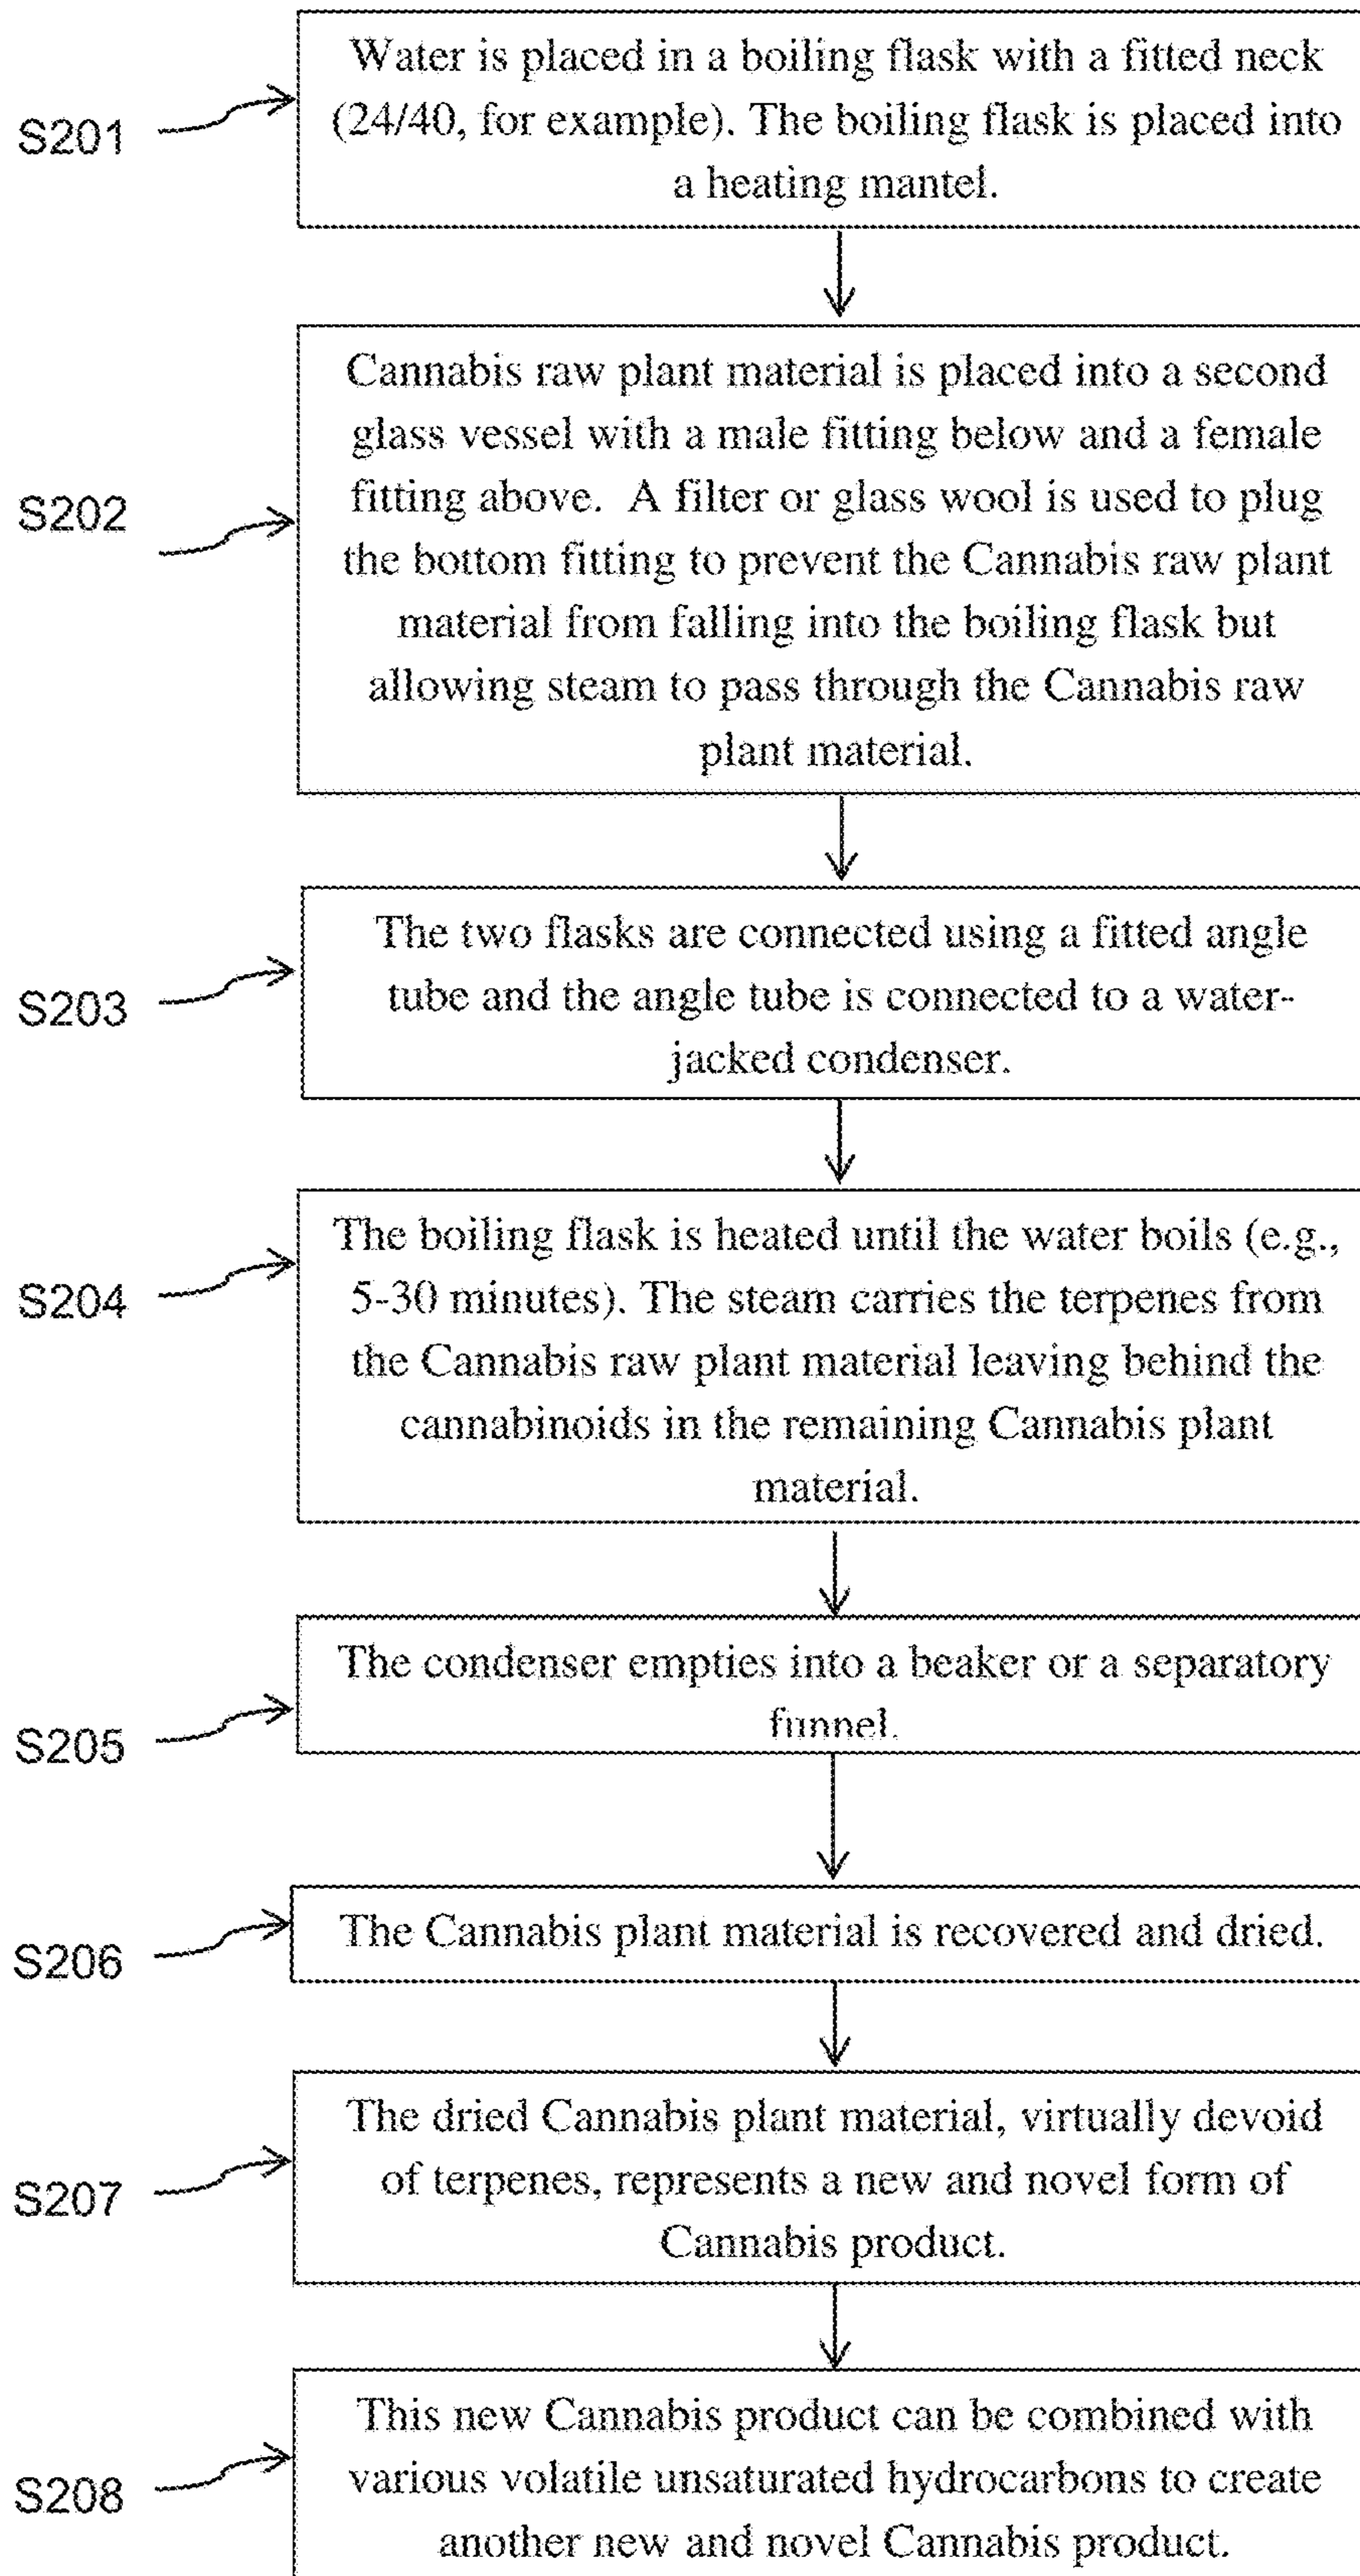 Water is placed in a boiling flask with a fitted neck
(24/40, for example). The boiling flask is placed into
a heating mantel.
S201
Cannabis raw plant material is placed into a second
glass vessel with a male fitting below and a female
fitting above. A filter or glass wool is used to plug
the bottom fitting to prevent the Cannabis raw plant
material from falling into the boiling flask but
allowing steam to pass through the Cannabis raw
plant material.
S202
The two flasks are connected using a fitted angle
tube and the angle tube is connected to a water-
jacked condenser.
S203
The boiling flask is heated until the water boils (e.g.,
5-30 minutes). The steam carries the terpenes from
the Cannabis raw plant material leaving behind the
cannabinoids in the remaining Cannabis plant
material.
S204
The condenser empties into a beaker or a separatory
funnel.
S205
The Cannabis plant material is recovered and dried.
S206
The dried Cannabis plant material, virtually devoid
of terpenes, represents a new and novel form of
Cannabis product.
S207
This new Cannabis product can be combined with
various volatile unsaturated hydrocarbons to create
another new and novel Cannabis product.
S208